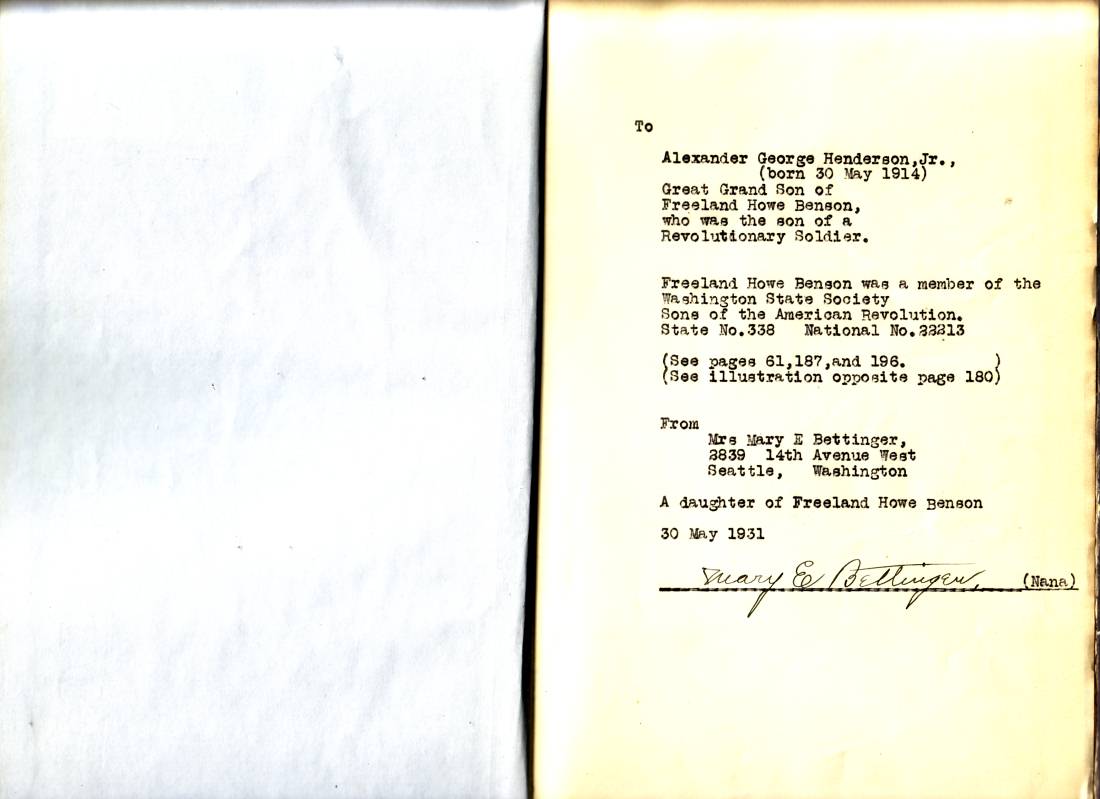 To
Alexander George Henderson,Jr.,
(born 30 May 1914)
Great Grand Son of
Freeland Howe Benson,
who was the son of a
Revolutionary Soldier.
Freeland Howe Benson was a member of the
Washington State Society
Sons of the American Revolution.
State No.338 National No.22213
(See pages 61,187,and 196. )
(See illustration opposite page 180)
From
Mrs Mary E Bettinger,
2839 14th Avenue West
Seattle, Washington
A daughter of Freeland Howe Benson
30 May 1931
Mary E Bettinger, (Nana)